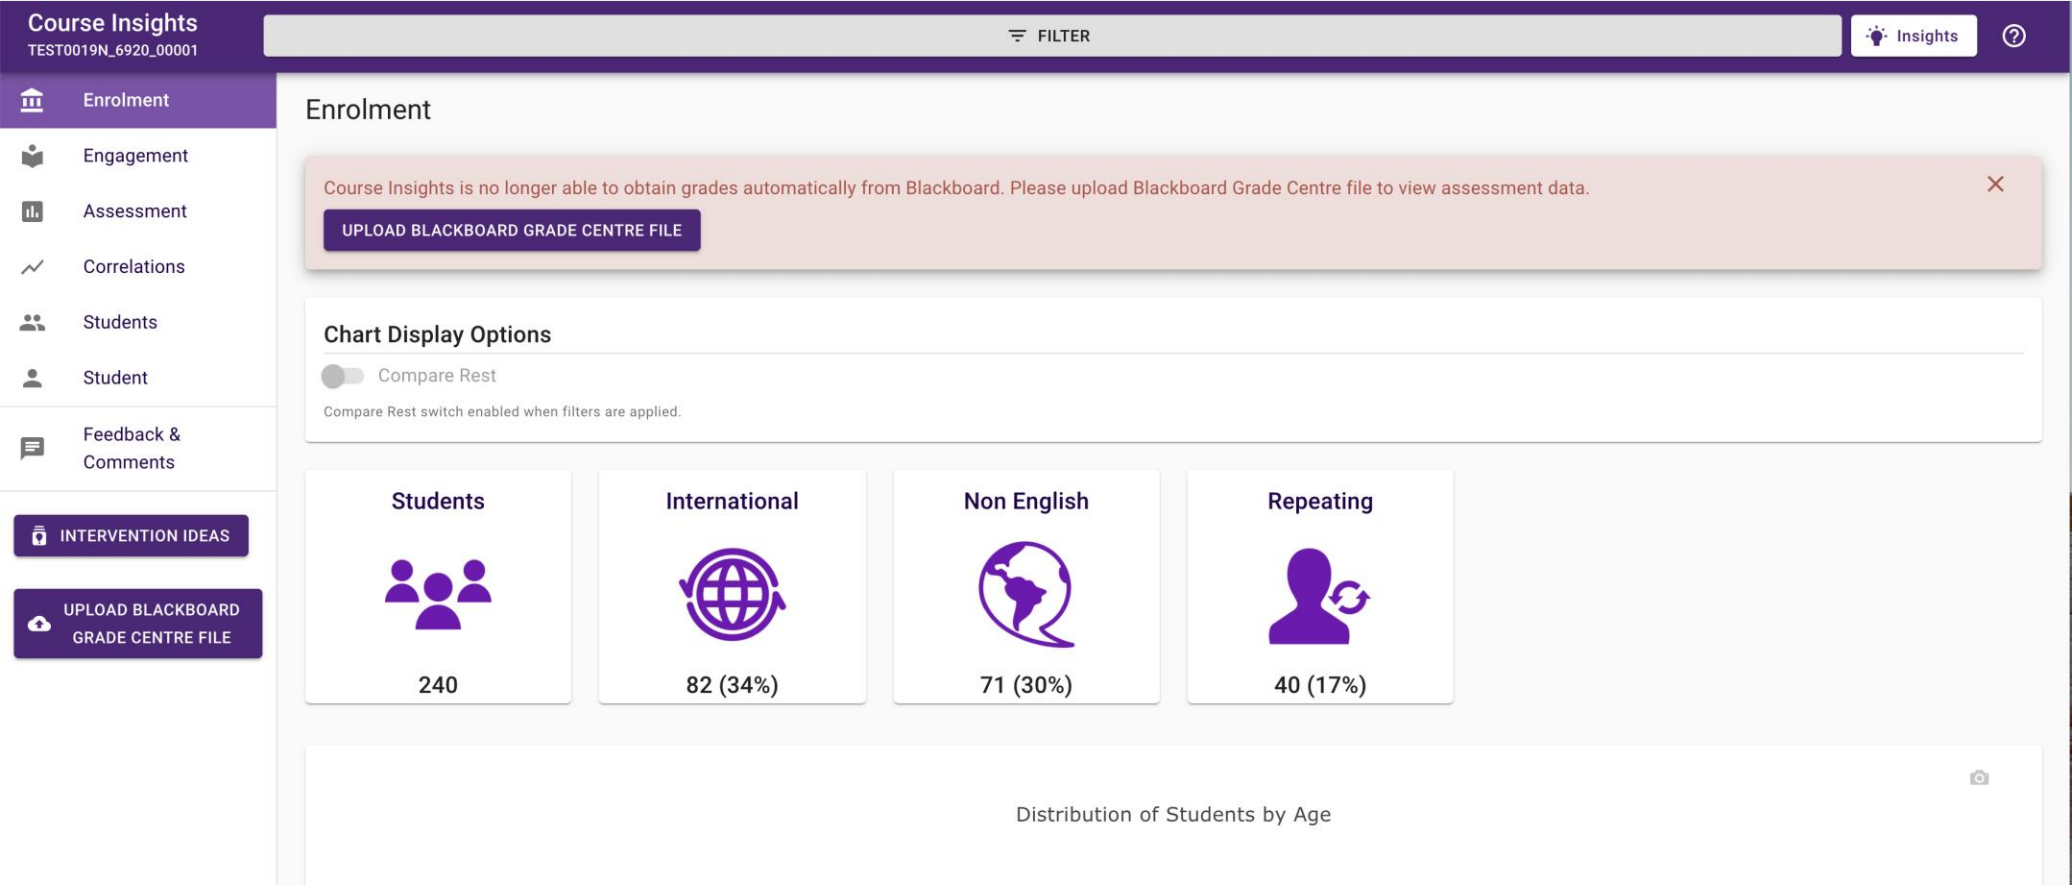 Course Insights
TEST0019N_6920_00001
FILTER
Insights
Enrolment
Engagement
Assessment
Correlations
Students
Student
Feedback &
Comments
INTERVENTION IDEAS
UPLOAD BLACKBOARD
GRADE CENTRE FILE
Enrolment
Course Insights is no longer able to obtain grades automatically from Blackboard. Please upload Blackboard Grade Centre file to view assessment data.
UPLOAD BLACKBOARD GRADE CENTRE FILE
Chart Display Options
Compare Rest
Compare Rest switch enabled when filters are applied.
Students
240
International
82 (34%)
Non English
71 (30%)
Repeating
40 (17%)
Distribution of Students by Age